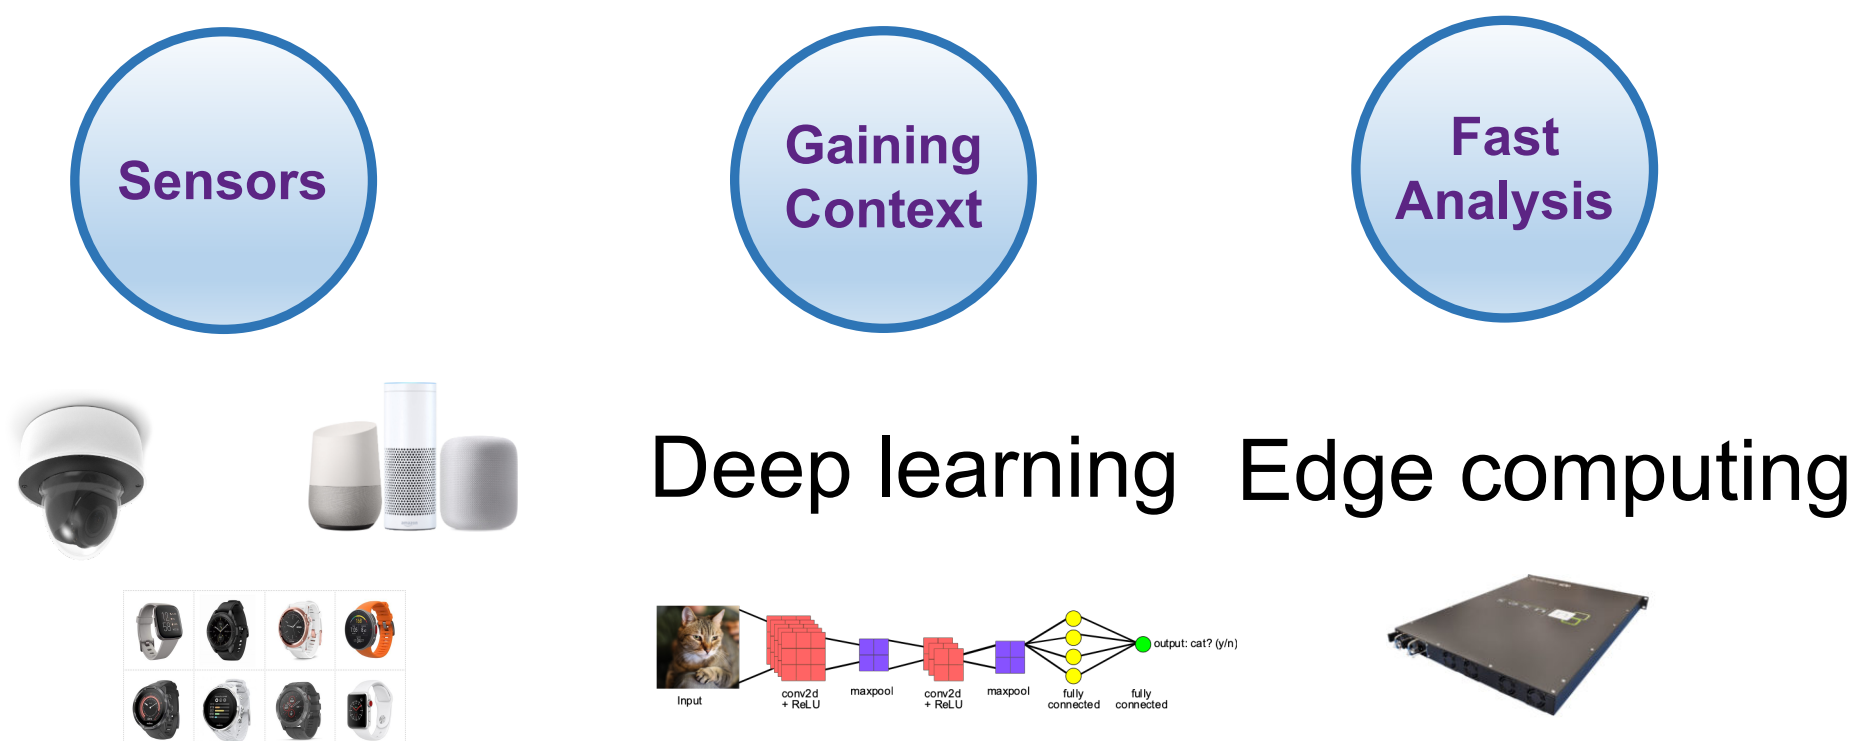 Sensors
Gaining
Context
Fast
Analysis
Deep learning
Edge computing
Input
conv2d
+ ReLU
maxpool
conv2d
+ ReLU
maxpool
fully
connected
fully
connected
output: cat? (y/n)